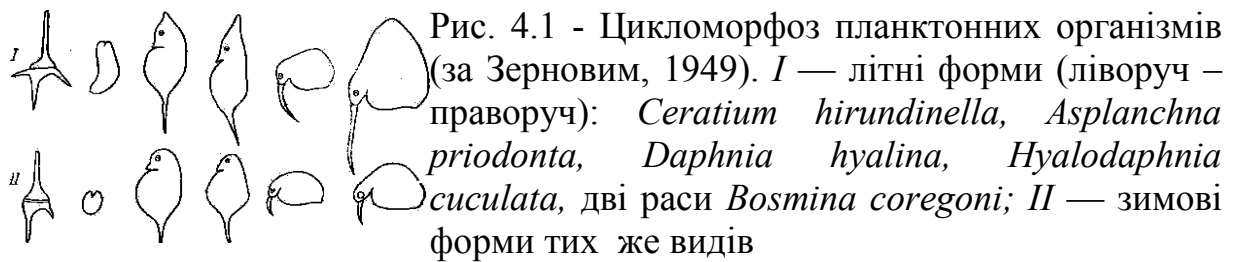 I
II
Рис. 4.1 - Цикломорфоз планктонних організмів
(за Зерновим, 1949). I — літні форми (ліворуч –
праворуч): Ceratium hirundinella, Asplanchna
priodonta, Daphnia hyalina, Hyalodaphnia
cuculata, дві раси Bosmina coregoni; II — зимові
форми тих же видів